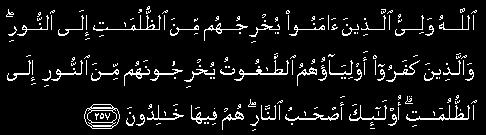 ٱللَّهُ وَلِىُّ ٱلَّذِينَ ءَامَنُوا۟ يُخْرِجُهُم مِّنَ ٱلظُّلُمَٰتِ إِلَى ٱلنُّورِ ۖ
وَٱلَّذِينَ كَفَرُوٓا۟ أَوْلِيَآؤُهُمُ ٱلطَّٰغُوتُ يُخْرِجُونَهُم مِّنَ ٱلنُّورِ إِلَى
ٱلظُّلُمَٰتِ ۗ أُو۟لَٰٓئِكَ أَصْحَٰبُ ٱلنَّارِ ۖ هُمْ فِيهَا خَٰلِدُونَ ٢٥٧